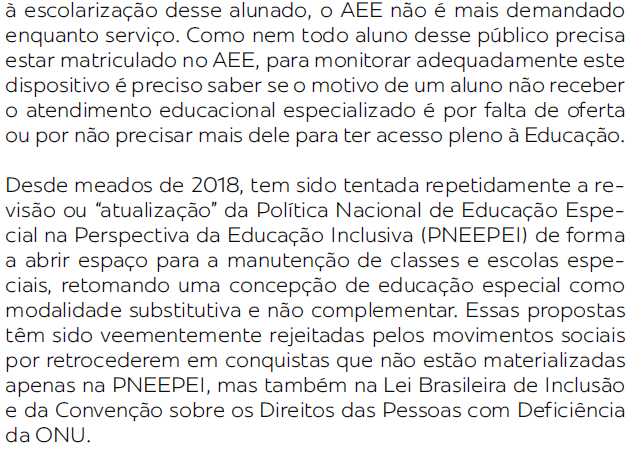 à escolarização desse alunado, o AEE não é mais demandado
enquanto serviço. Como nem todo aluno desse público precisa
estar matriculado no AEE, para monitorar adequadamente este
dispositivo é preciso saber se o motivo de um aluno não receber
o atendimento educacional especializado é por falta de oferta
ou por não precisar mais dele para ter acesso pleno à Educação.
Desde meados de 2018, tem sido tentada repetidamente a re-
visão ou “atualização” da Política Nacional de Educação Espe-
cial na Perspectiva da Educação Inclusiva (PNEEPEI) de forma
a abrir espaço para a manutenção de classes e escolas espe-
ciais, retomando uma concepção de educação especial como
modalidade substitutiva e não complementar. Essas propostas
têm sido veementemente rejeitadas pelos movimentos sociais
por retrocederem em conquistas que não estão materializadas
apenas na PNEEPEI, mas também na Lei Brasileira de Inclusão
e da Convenção sobre os Direitos das Pessoas com Deficiência
da ONU.